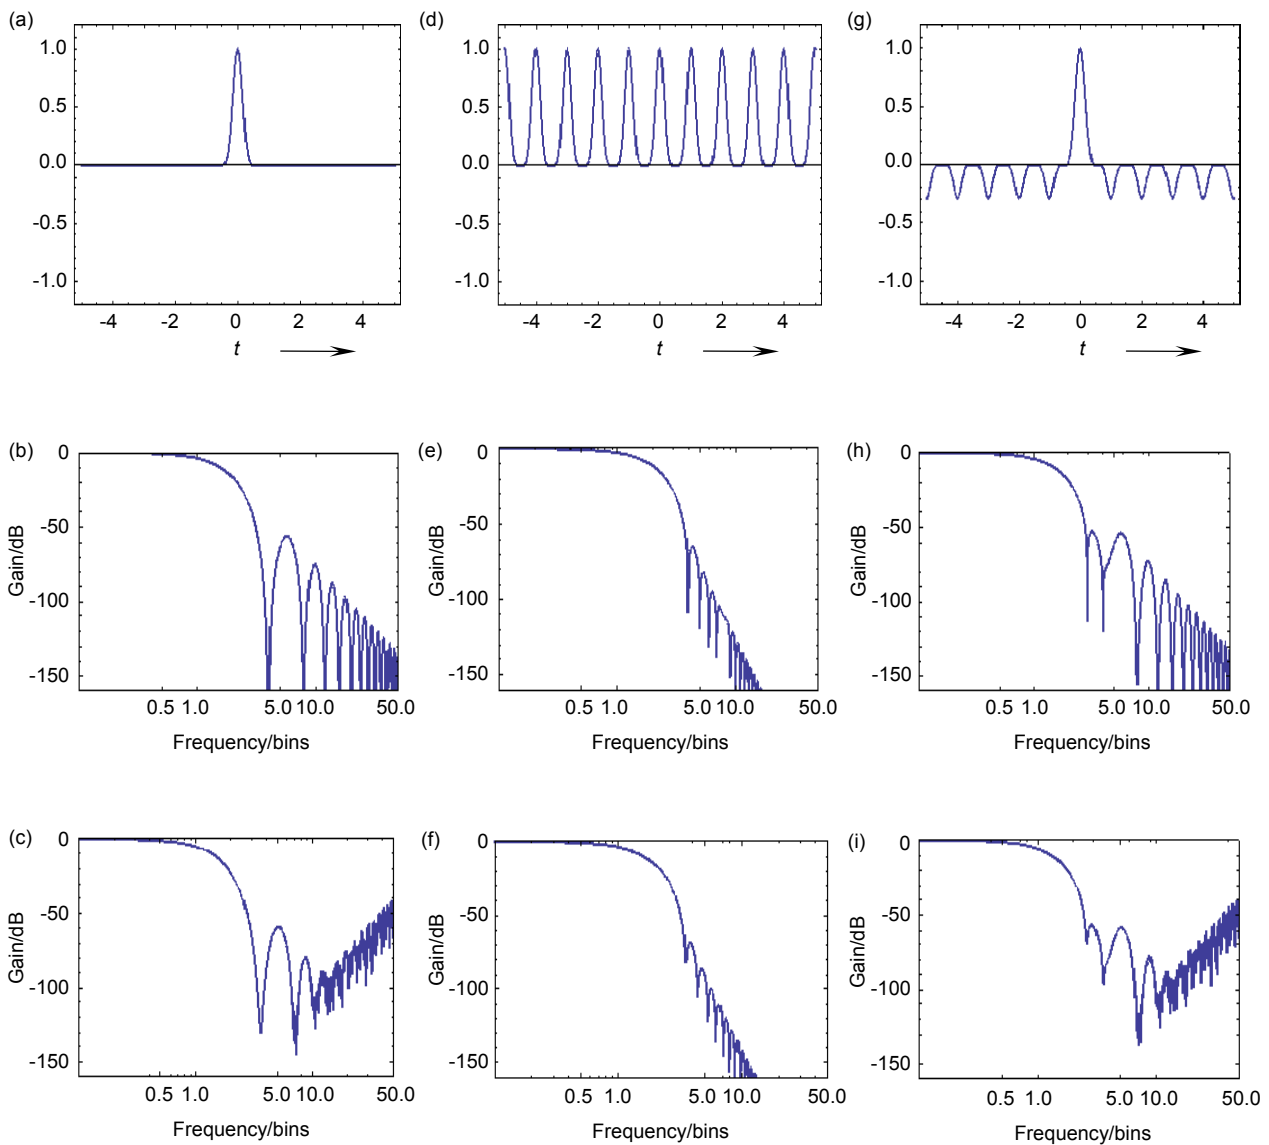 (a) (d) (g)
1.0 1.0 1.0
0.5 0.5 0.5
0.0 0.0 0.0
-0.5 -0.5 -0.5
-1.0 -1.0 -1.0
-4 -2 0 2 4 -4 -2 0 2 4 -4 -2 0 2 4
t t t
(b) (e) (h)
0 0 0
-50 -50 -50
-100 -100 -100
-150 -150 -150
Gain/dB Gain/dB Gain/dB
0.5 1.0 5.0 10.0 50.0 0.5 1.0 5.0 10.0 50.0 0.5 1.0 5.0 10.0 50.0
Frequency/bins Frequency/bins Frequency/bins
(c) (f) (i)
0 0 0
-50 -50 -50
-100 -100 -100
-150 -150 -150
Gain/dB Gain/dB Gain/dB
0.5 1.0 5.0 10.0 50.0 0.5 1.0 5.0 10.0 50.0 0.5 1.0 5.0 10.0 50.0
Frequency/bins Frequency/bins Frequency/bins